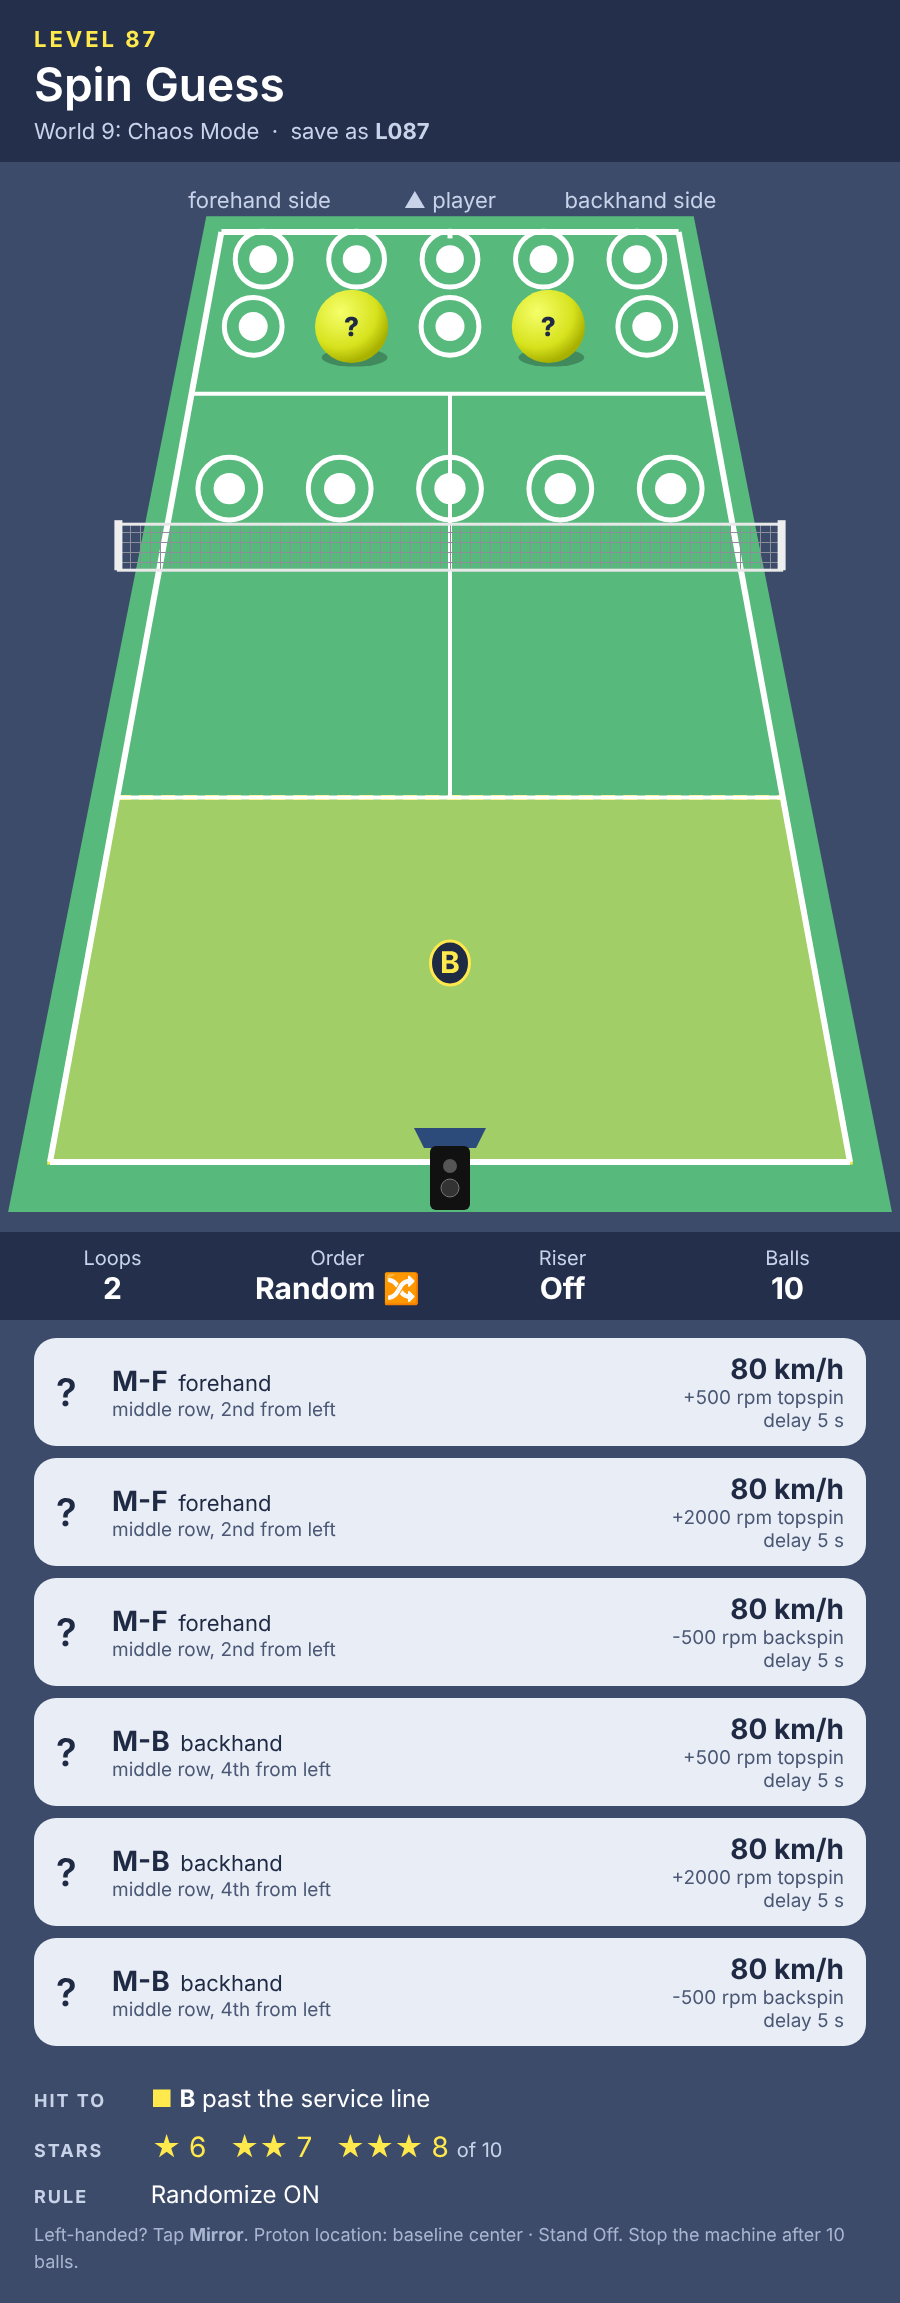 LEVEL 87
Spin Guess
World 9: Chaos Mode · save as L087
forehand side ▲ player backhand side
? ?
B
Loops Order Riser Balls
2 Random 🔀 Off 10
? M-F forehand 80 km/h
middle row, 2nd from left +500 rpm topspin
delay 5 s
? M-F forehand 80 km/h
middle row, 2nd from left +2000 rpm topspin
delay 5 s
? M-F forehand 80 km/h
middle row, 2nd from left -500 rpm backspin
delay 5 s
? M-B backhand 80 km/h
middle row, 4th from left +500 rpm topspin
delay 5 s
? M-B backhand 80 km/h
middle row, 4th from left +2000 rpm topspin
delay 5 s
? M-B backhand 80 km/h
middle row, 4th from left -500 rpm backspin
delay 5 s
HIT TO B past the service line
STARS ★ 6 ★★ 7 ★★★ 8 of 10
RULE Randomize ON
Left-handed? Tap Mirror. Proton location: baseline center · Stand Off. Stop the machine after 10
balls.